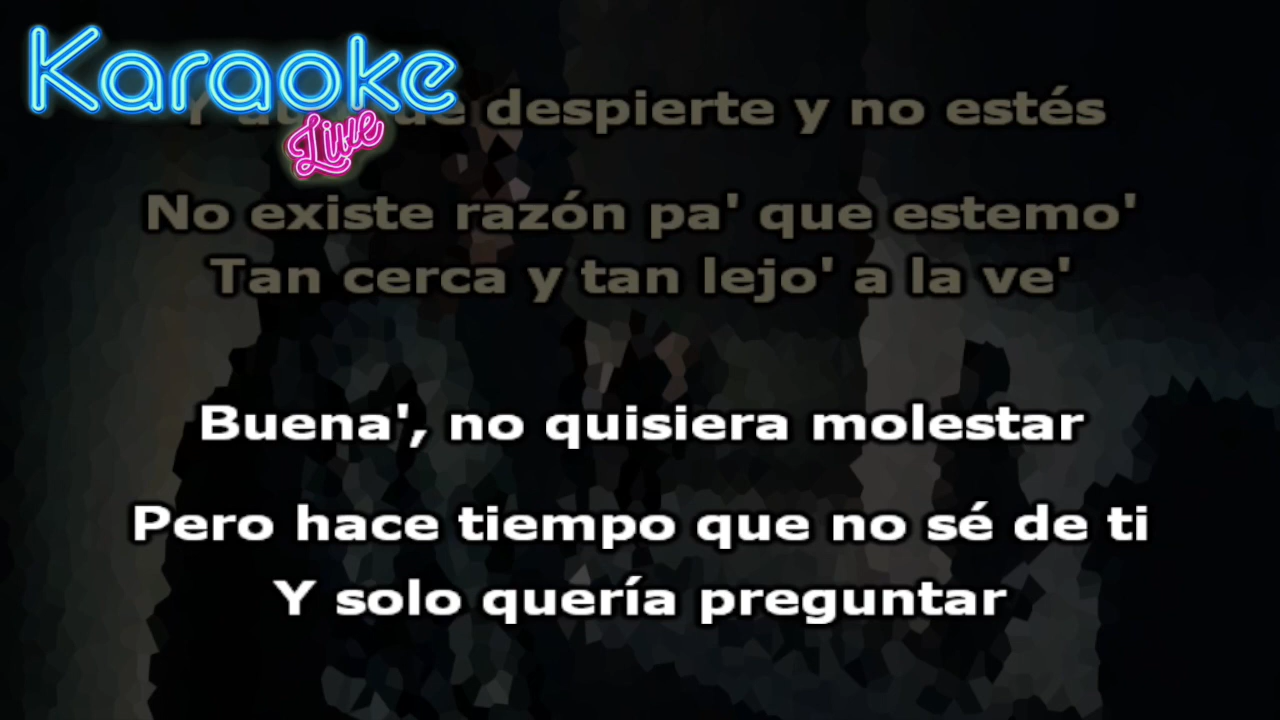 Karaoke
Live
Y despierte y no estés
No existe razón pa' que estemo'
Tan cerca y tan lejo' a la ve'
Buena', no quisiera molestar
Pero hace tiempo que no sé de ti
Y solo quería preguntar